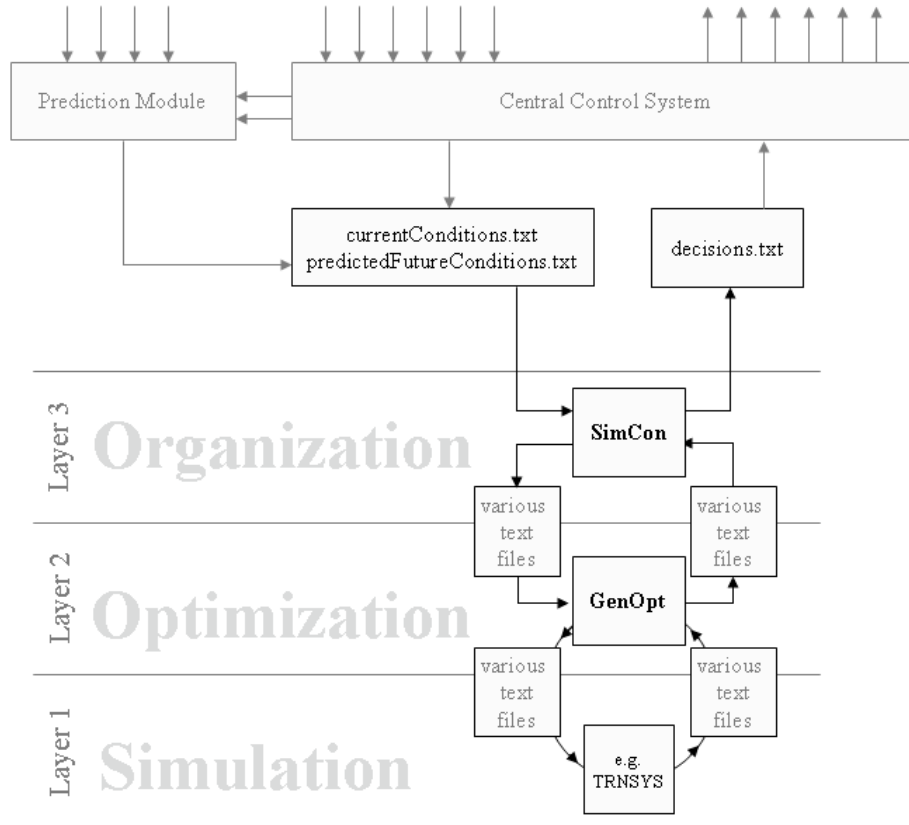 Prediction Module
Central Control System
currentConditions.txt
predictedFutureConditions.txt
decisions.txt
Layer 3
Organization
SimCon
various
text
files
various
text
files
Layer 2
Optimization
GenOpt
various
text
files
various
text
files
Layer 1
Simulation
e.g.
TRNSYS